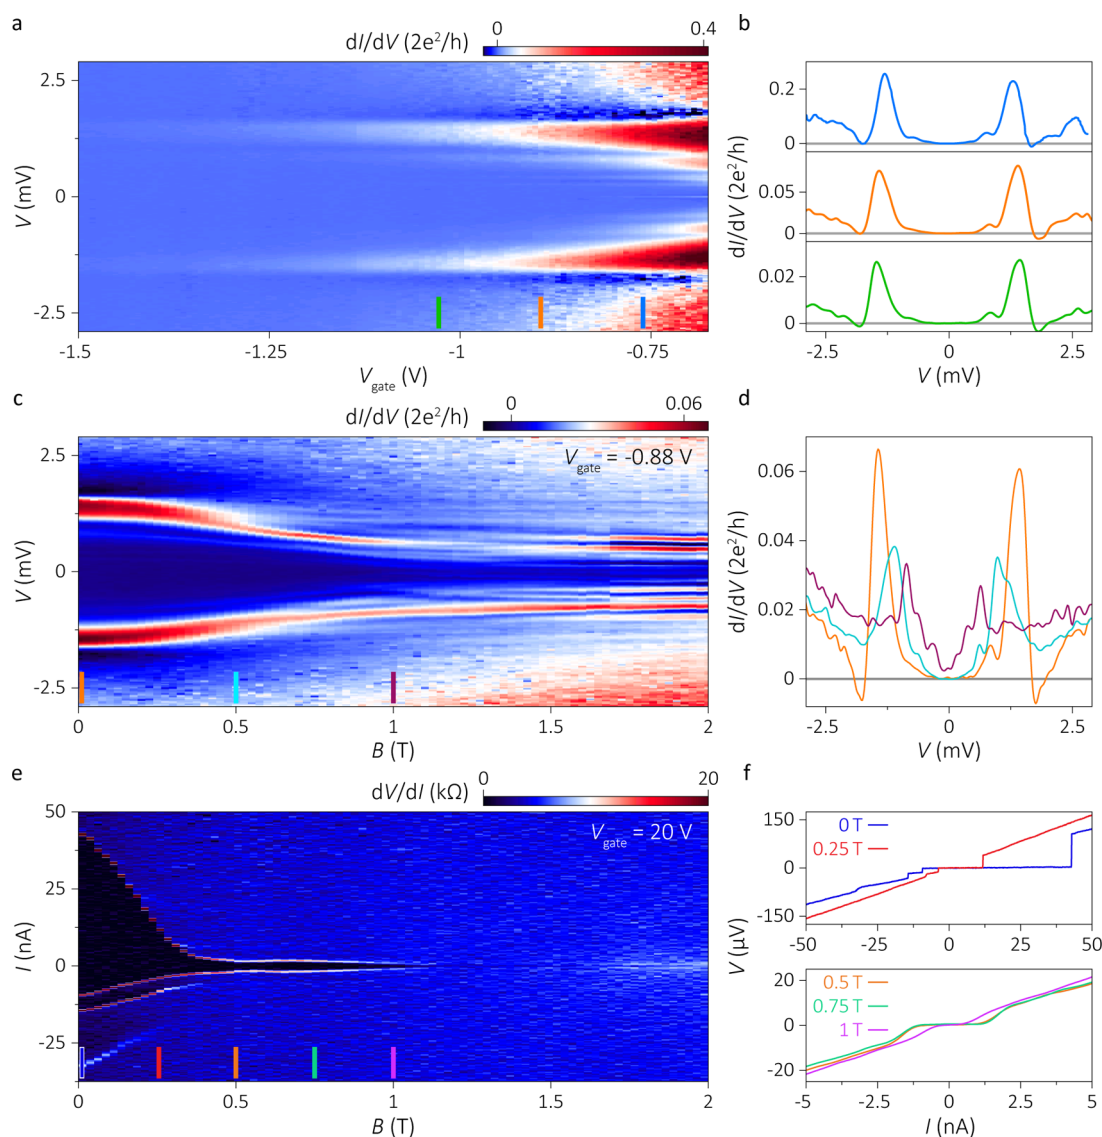 a
dI/dV (2e²/h)
0
0.4
2.5
0
-2.5
V (mV)
-1.5
-1.25
-1
-0.75
V_gate (V)
b
0.2
0
0.05
0
0.02
0
dI/dV (2e²/h)
-2.5
0
2.5
V (mV)
c
dI/dV (2e²/h)
0
0.06
V_gate = -0.88 V
2.5
0
-2.5
V (mV)
0
0.5
1
1.5
2
B (T)
d
0.06
0.04
0.02
0
dI/dV (2e²/h)
-2.5
0
2.5
V (mV)
e
dV/dI (kΩ)
0
20
V_gate = 20 V
50
25
0
-25
I (nA)
0
0.5
1
1.5
2
B (T)
f
150
0
-150
0 T
0.25 T
-50
-25
0
25
50
V (µV)
20
0
-20
0.5 T
0.75 T
1 T
-5
-2.5
0
2.5
5
I (nA)